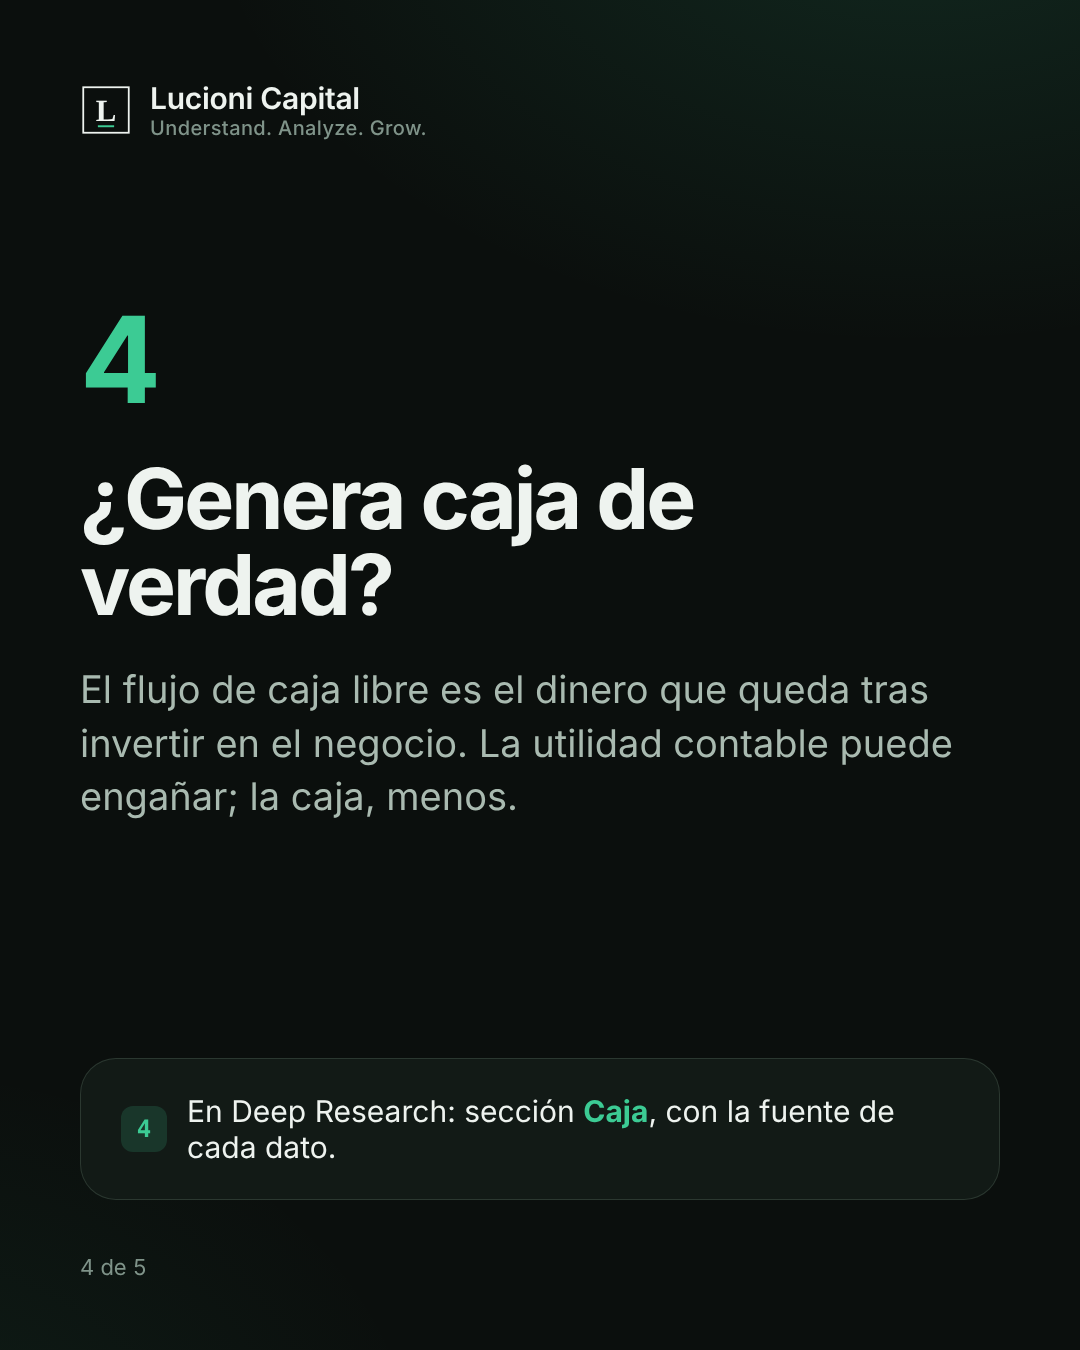 L
Lucioni Capital
Understand. Analyze. Grow.
4
¿Genera caja de
verdad?
El flujo de caja libre es el dinero que queda tras
invertir en el negocio. La utilidad contable puede
engañar; la caja, menos.
4
En Deep Research: sección Caja, con la fuente de
cada dato.
4 de 5